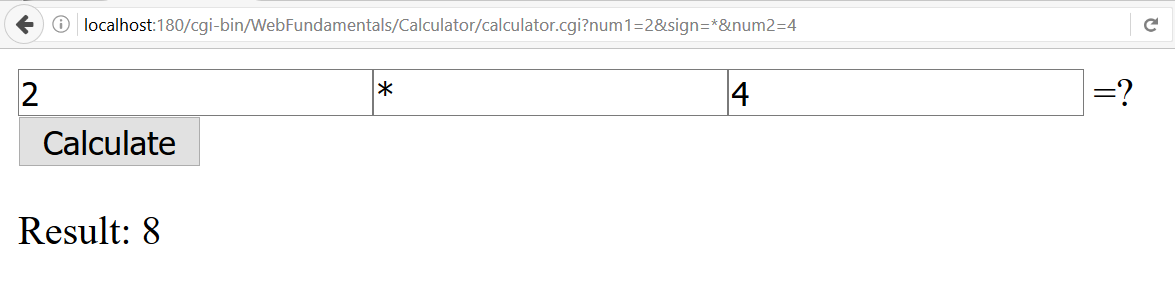 localhost:180/cgi-bin/WebFundamentals/Calculator/calculator.cgi?num1=2&sign=*&num2=4
2 * 4 =?
Calculate
Result: 8